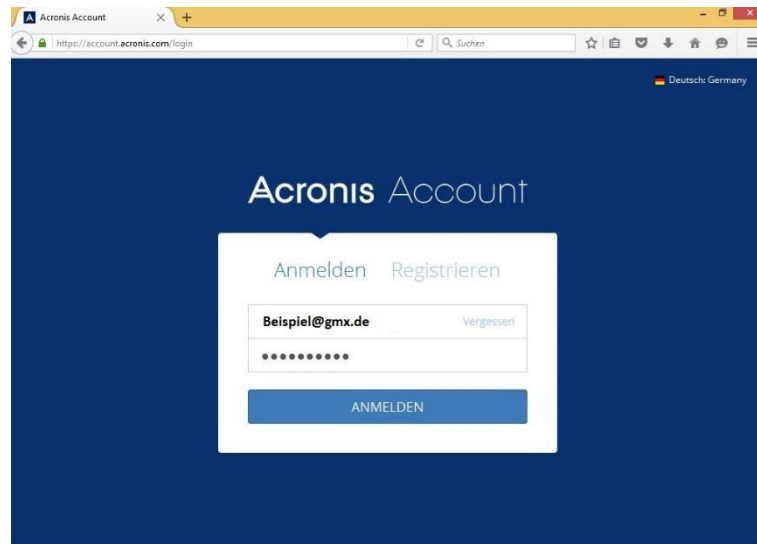 Acronis Account
https://account.acronis.com/login
Suchen
Deutsch: Germany
Acronis Account
Anmelden Registrieren
Beispiel@gmx.de Vergessen
••••••••••
ANMELDEN